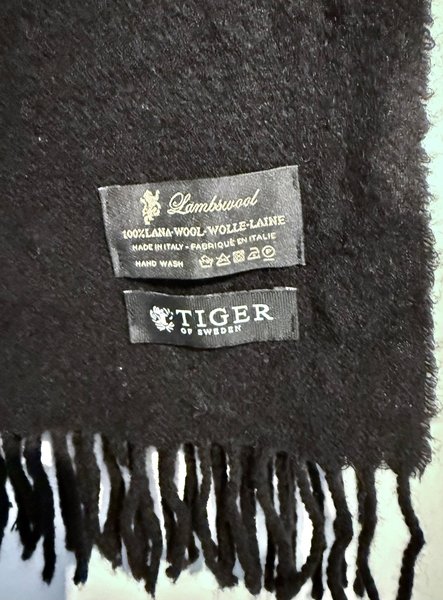 Lambswool
100% LANA-WOOL-WOLLE-LAINE
MADE IN ITALY - FABRIQUÉ EN ITALIE
HAND WASH
TIGER
OF SWEDEN